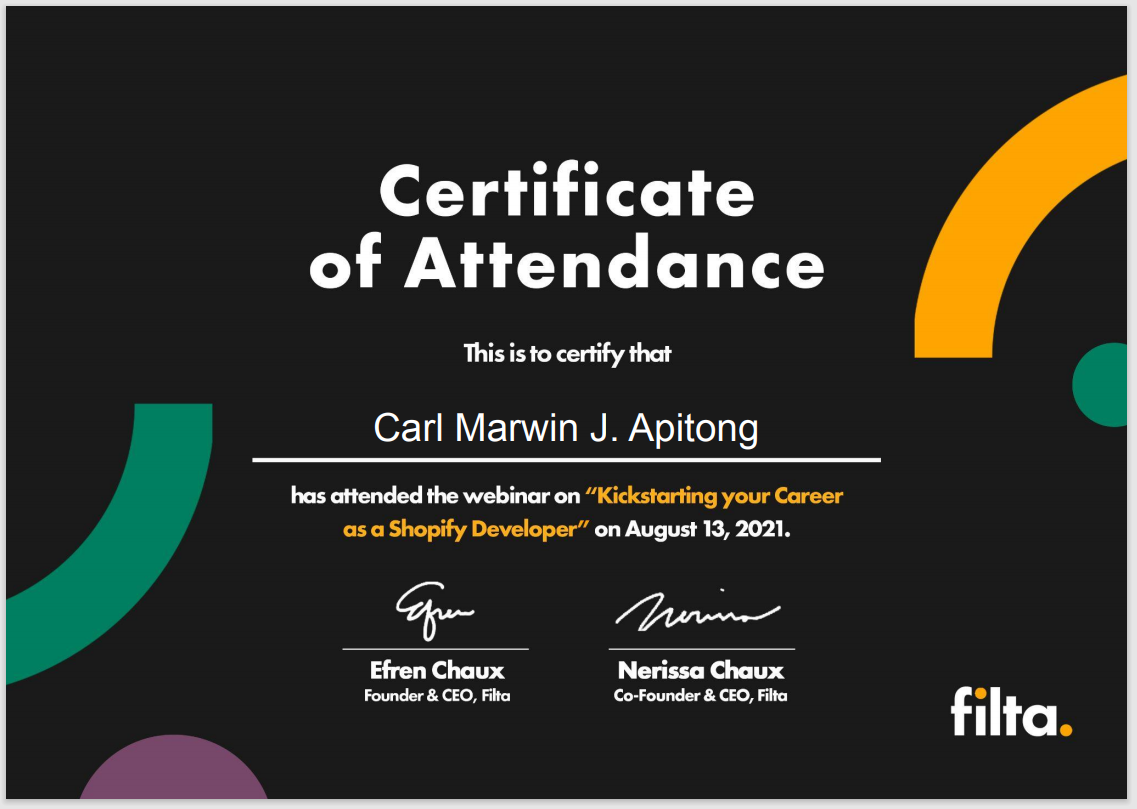 Certificate
of Attendance
This is to certify that
Carl Marwin J. Apitong
has attended the webinar on “Kickstarting your Career
as a Shopify Developer” on August 13, 2021.
Efren
Nerissa
Efren Chaux
Nerissa Chaux
Founder & CEO, Filta
Co-Founder & CEO, Filta
filta.